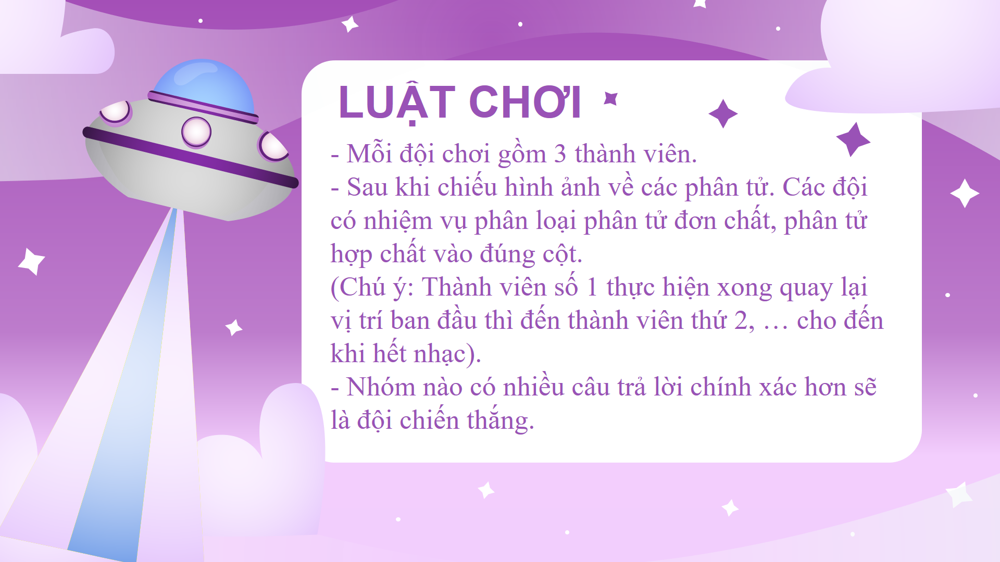 LUẬT CHƠI
- Mỗi đội chơi gồm 3 thành viên.
- Sau khi chiếu hình ảnh về các phân tử. Các đội
có nhiệm vụ phân loại phân tử đơn chất, phân tử
hợp chất vào đúng cột.
(Chú ý: Thành viên số 1 thực hiện xong quay lại
vị trí ban đầu thì đến thành viên thứ 2, … cho đến
khi hết nhạc).
- Nhóm nào có nhiều câu trả lời chính xác hơn sẽ
là đội chiến thắng.